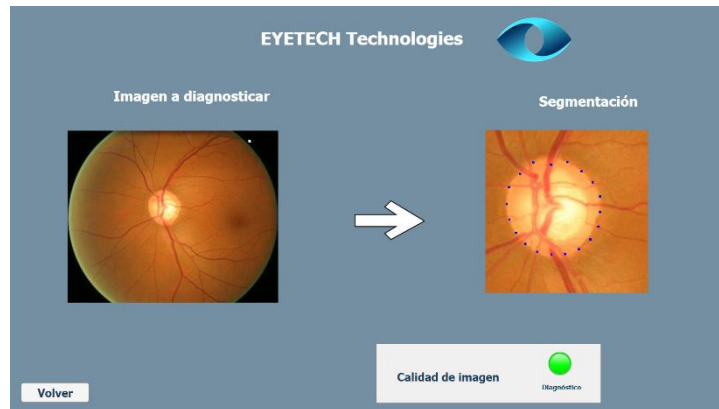 EYETECH Technologies
Imagen a diagnosticar
Segmentación
Calidad de imagen
Diagnóstico
Volver